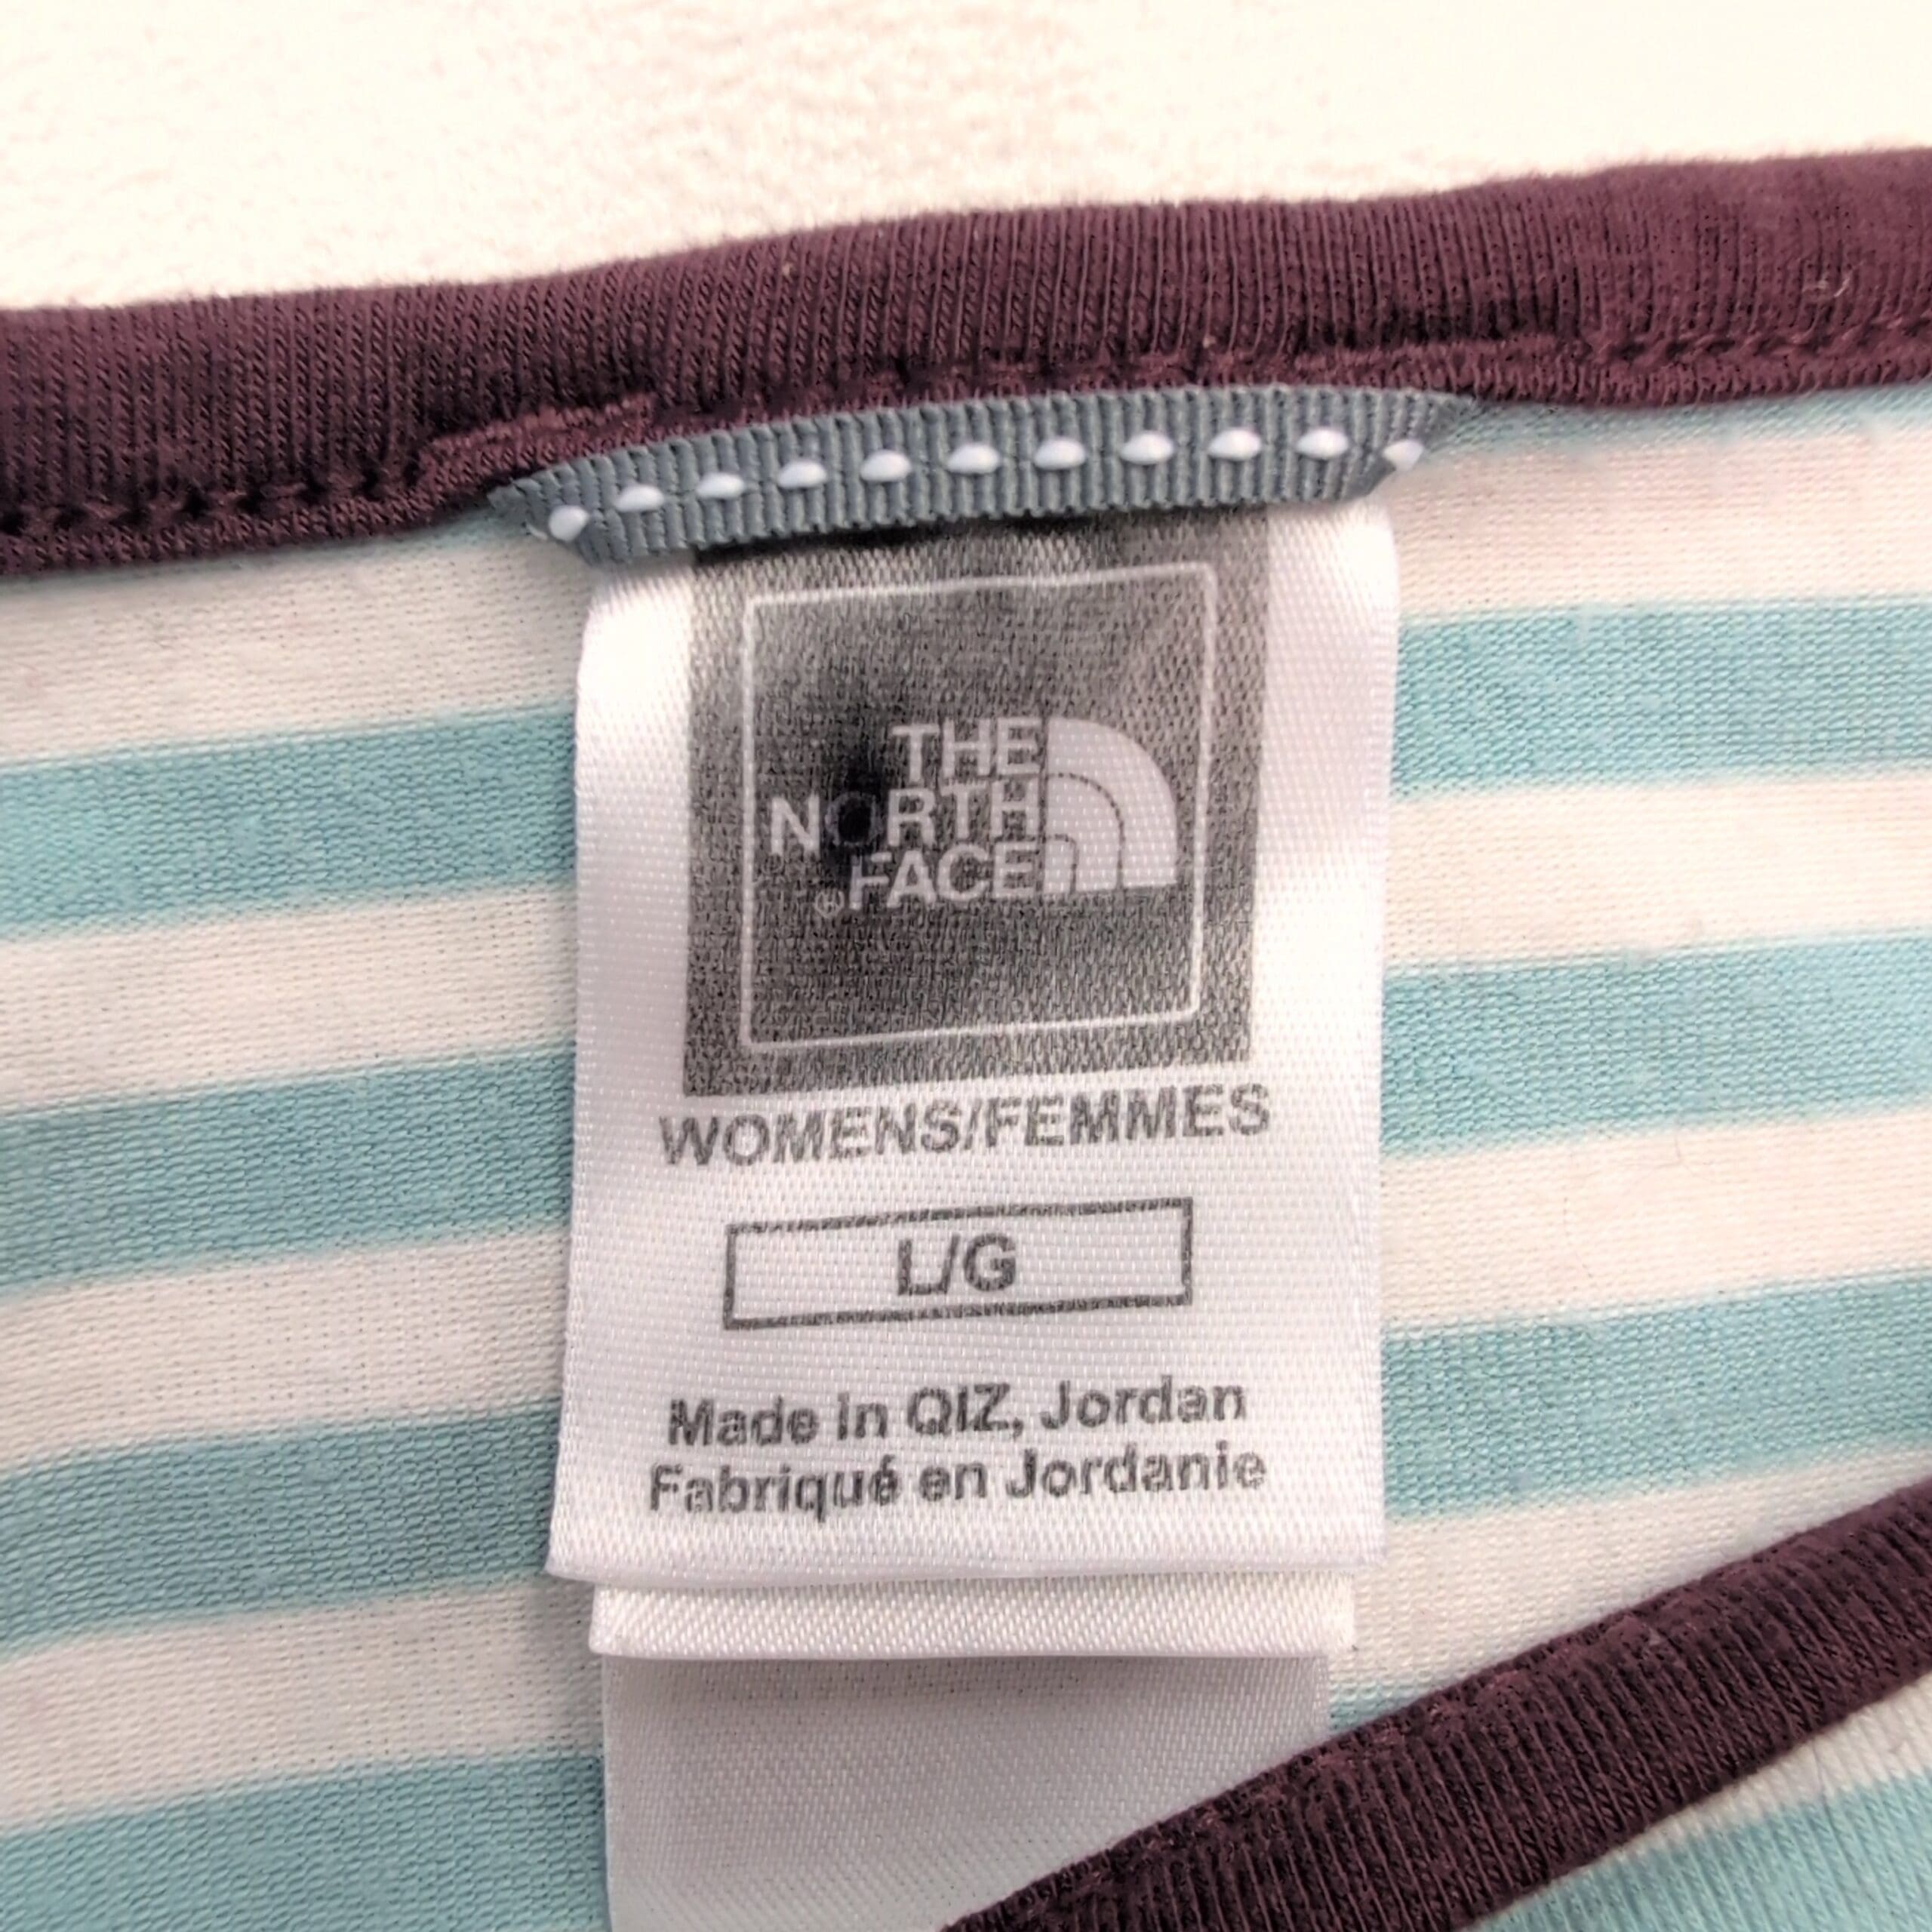 THE
NORTH
®FACE
WOMENS/FEMMES
L/G
Made in QIZ, Jordan
Fabriqué en Jordanie